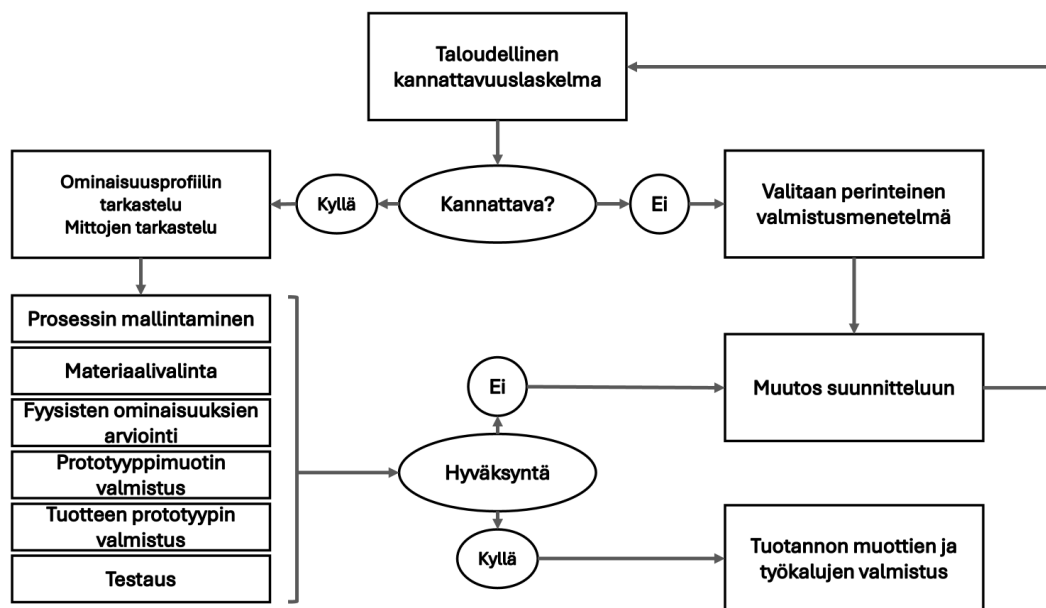 Taloudellinen
kannattavuuslaskelma
Ominaisuusprofiilin
tarkastelu
Mittojen tarkastelu
Kyllä
Kannattava?
Ei
Valitaan perinteinen
valmistusmenetelmä
Prosessin mallintaminen
Materiaalivalinta
Fyysisten ominaisuuksien
arviointi
Prototyyppimuotin
valmistus
Tuotteen prototyypin
valmistus
Testaus
Ei
Muutos suunnitteluun
Hyväksyntä
Kyllä
Tuotannon muottien ja
työkalujen valmistus